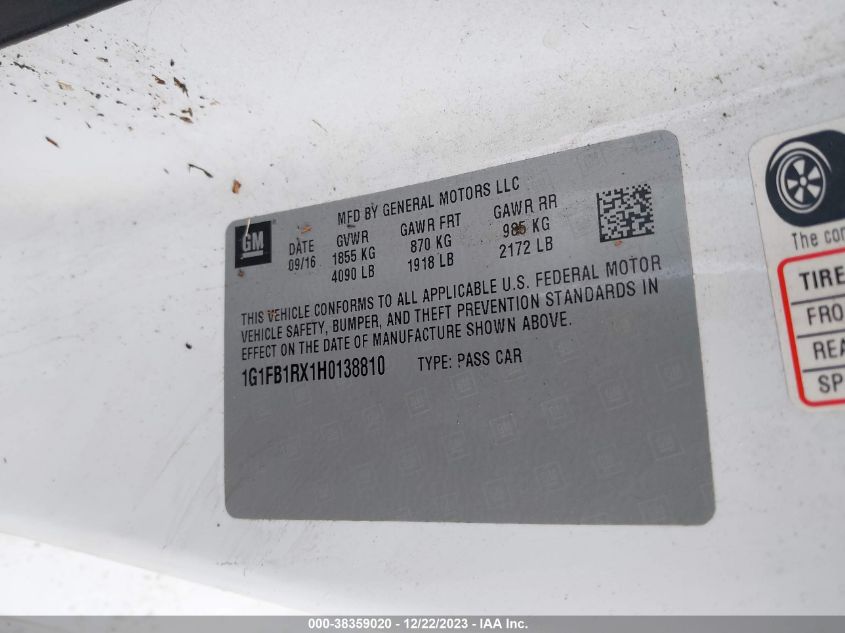 GM
MFD BY GENERAL MOTORS LLC
DATE GVWR GAWR FRT GAWR RR
09/16 1855 KG 870 KG 985 KG
4090 LB 1918 LB 2172 LB
THIS VEHICLE CONFORMS TO ALL APPLICABLE U.S. FEDERAL MOTOR
VEHICLE SAFETY, BUMPER, AND THEFT PREVENTION STANDARDS IN
EFFECT ON THE DATE OF MANUFACTURE SHOWN ABOVE.
1G1FB1RX1H0138810 TYPE: PASS CAR
The com
TIRE
FRO
REA
SP
000-38359020 - 12/22/2023 - IAA Inc.